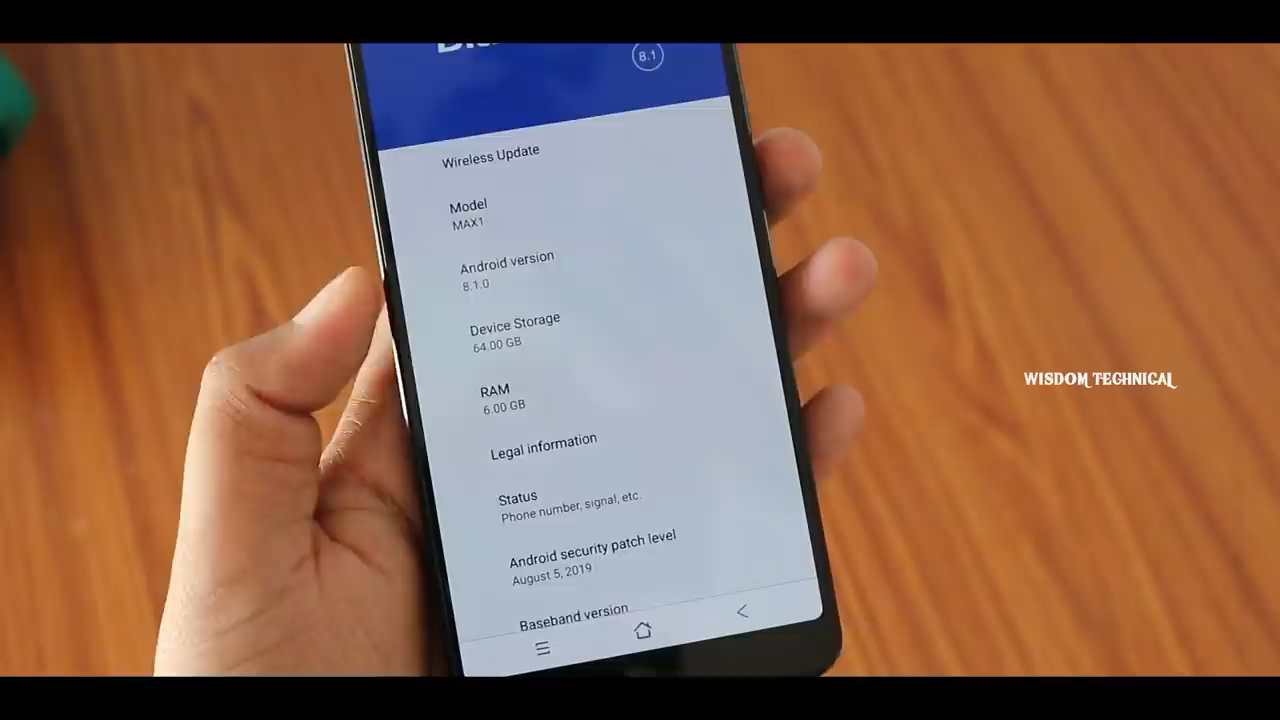 8.1
Wireless Update
Model
MAX1
Android version
8.1.0
Device Storage
64.00 GB
RAM
6.00 GB
Legal information
Status
Phone number, signal, etc.
Android security patch level
August 5, 2019
Baseband version
WISDOM TECHNICAL